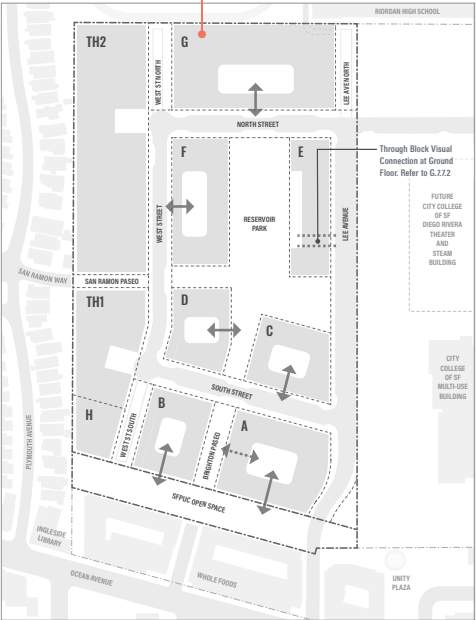 RIORDAN HIGH SCHOOL
TH2
G
WEST ST NORTH
LEE AVE NORTH
NORTH STREET
F
E
Through Block Visual
Connection at Ground
Floor. Refer to G.7.7.2
WEST STREET
RESERVOIR
PARK
LEE AVENUE
FUTURE
CITY COLLEGE
OF SF
DIEGO RIVERA
THEATER
AND
STEAM
BUILDING
SAN RAMON WAY
SAN RAMON PASEO
TH1
D
C
CITY
COLLEGE
OF SF
MULTI-USE
BUILDING
SOUTH STREET
H
B
A
WEST ST SOUTH
BRIGHTON PASEO
PLYMOUTH AVENUE
SFPUC OPEN SPACE
INGLESIDE
LIBRARY
OCEAN AVENUE
WHOLE FOODS
UNITY
PLAZA